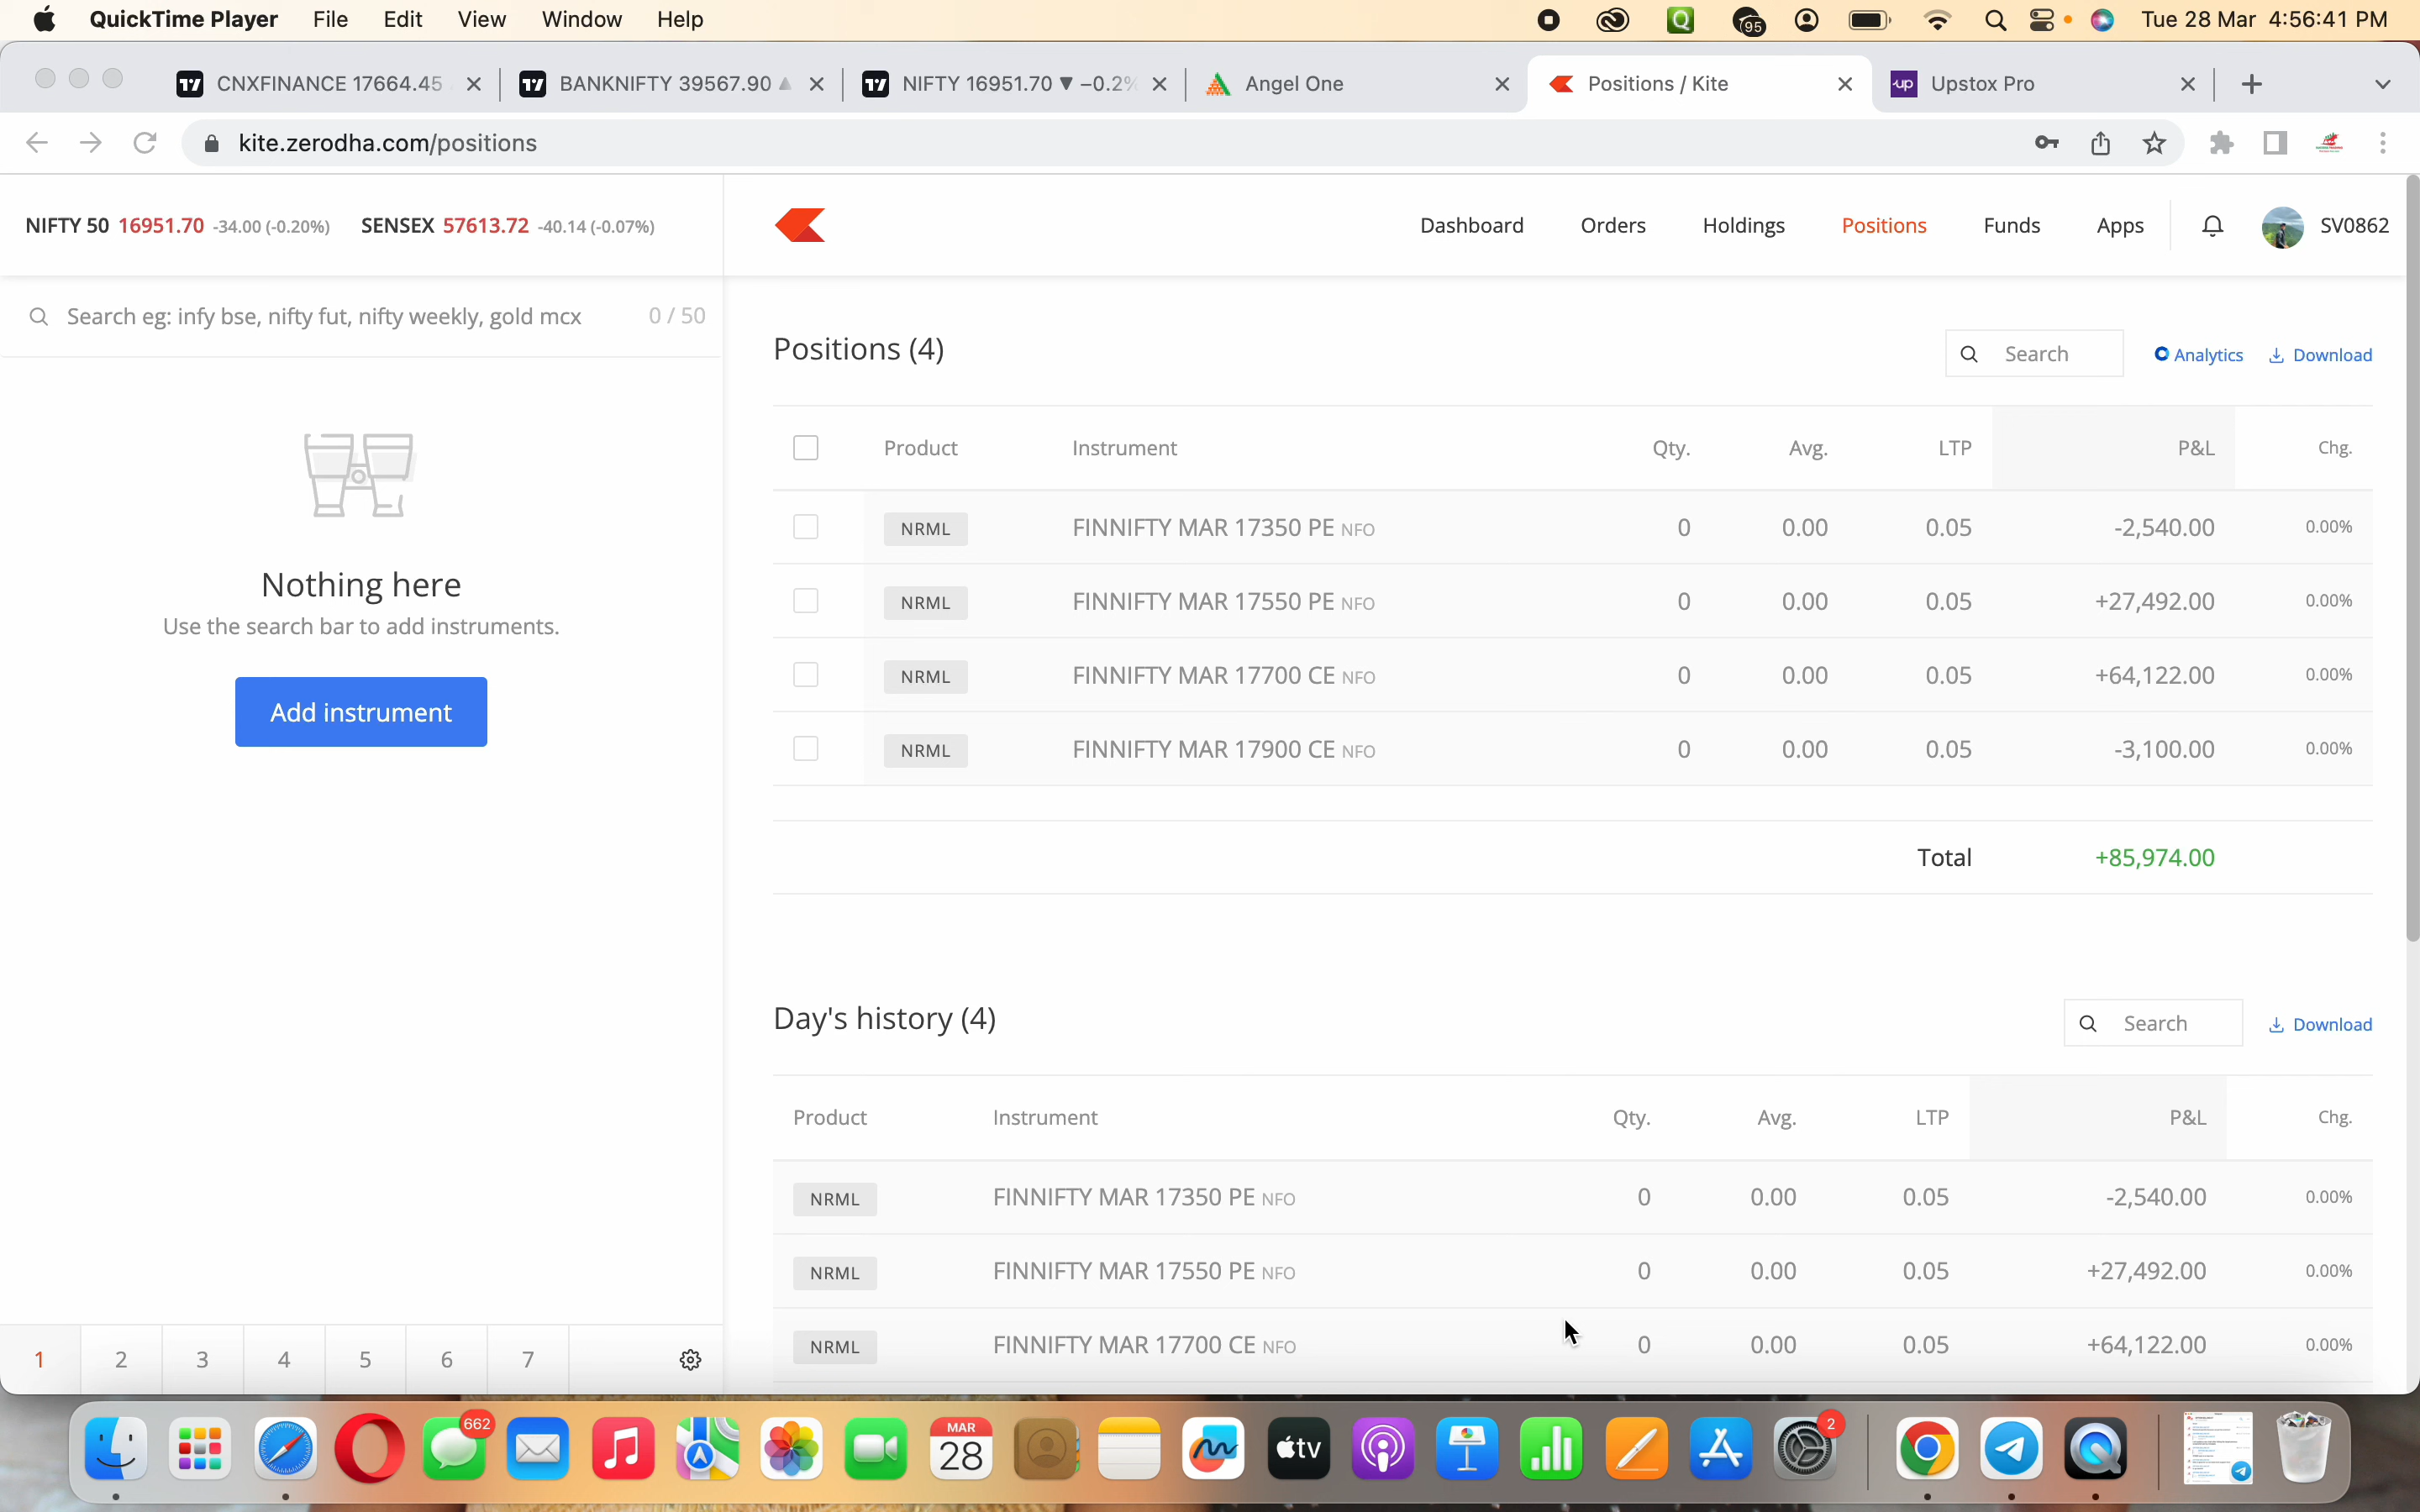 QuickTime Player File Edit View Window Help 95 Tue 28 Mar 4:56:41 PM
CNXFINANCE 17664.45 BANKNIFTY 39567.90 ▲ NIFTY 16951.70 ▼ −0.2% Angel One Positions / Kite up Upstox Pro
kite.zerodha.com/positions
NIFTY 50 16951.70 -34.00 (-0.20%) SENSEX 57613.72 -40.14 (-0.07%) Dashboard Orders Holdings Positions Funds Apps SV0862
Search eg: infy bse, nifty fut, nifty weekly, gold mcx 0 / 50
Nothing here
Use the search bar to add instruments.
Add instrument
1 2 3 4 5 6 7
Positions (4) Search Analytics Download
Product Instrument Qty. Avg. LTP P&L Chg.
NRML FINNIFTY MAR 17350 PE NFO 0 0.00 0.05 -2,540.00 0.00%
NRML FINNIFTY MAR 17550 PE NFO 0 0.00 0.05 +27,492.00 0.00%
NRML FINNIFTY MAR 17700 CE NFO 0 0.00 0.05 +64,122.00 0.00%
NRML FINNIFTY MAR 17900 CE NFO 0 0.00 0.05 -3,100.00 0.00%
Total +85,974.00
Day's history (4) Search Download
Product Instrument Qty. Avg. LTP P&L Chg.
NRML FINNIFTY MAR 17350 PE NFO 0 0.00 0.05 -2,540.00 0.00%
NRML FINNIFTY MAR 17550 PE NFO 0 0.00 0.05 +27,492.00 0.00%
NRML FINNIFTY MAR 17700 CE NFO 0 0.00 0.05 +64,122.00 0.00%
662 MAR 28 tv 2